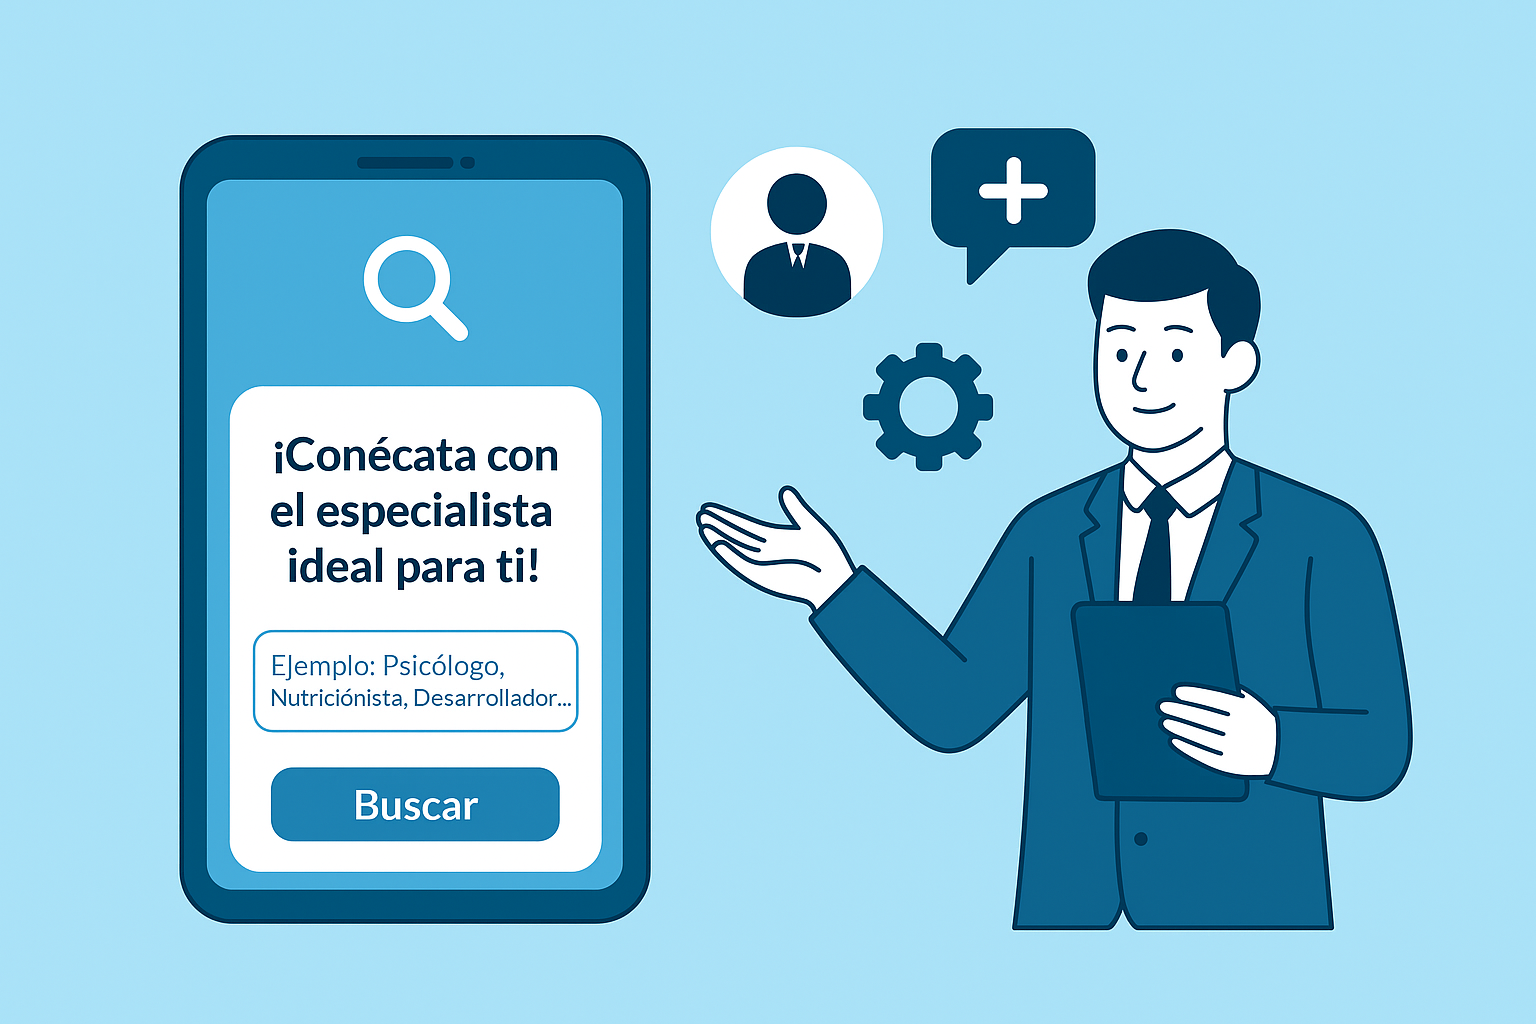 ¡Conécata con
el especialista
ideal para ti!
Ejemplo: Psicólogo,
Nutriciónista, Desarrollador...
Buscar